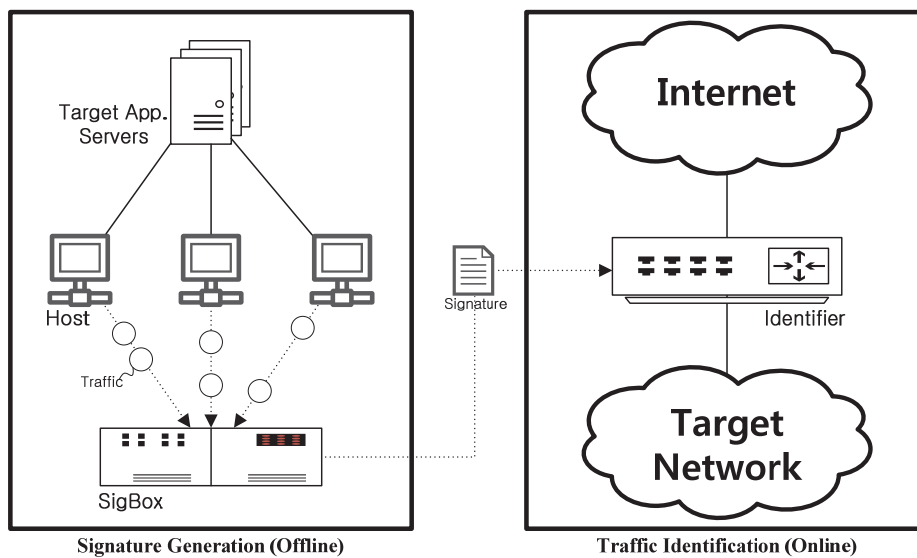 Target App.
Servers
Host
Traffic
SigBox
Signature Generation (Offline)
Signature
Internet
Identifier
Target
Network
Traffic Identification (Online)